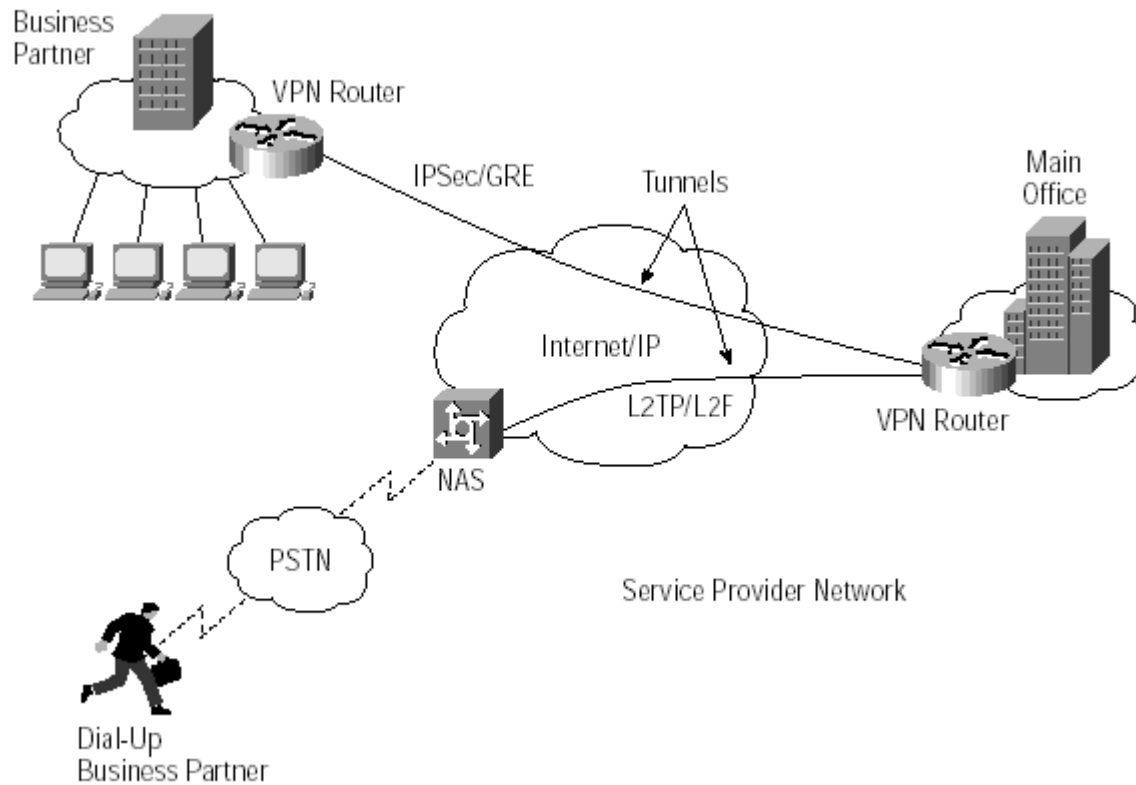 Business
Partner
VPN Router
IPSec/GRE
Tunnels
Main
Office
Internet/IP
L2TP/L2F
VPN Router
NAS
PSTN
Service Provider Network
Dial-Up
Business Partner